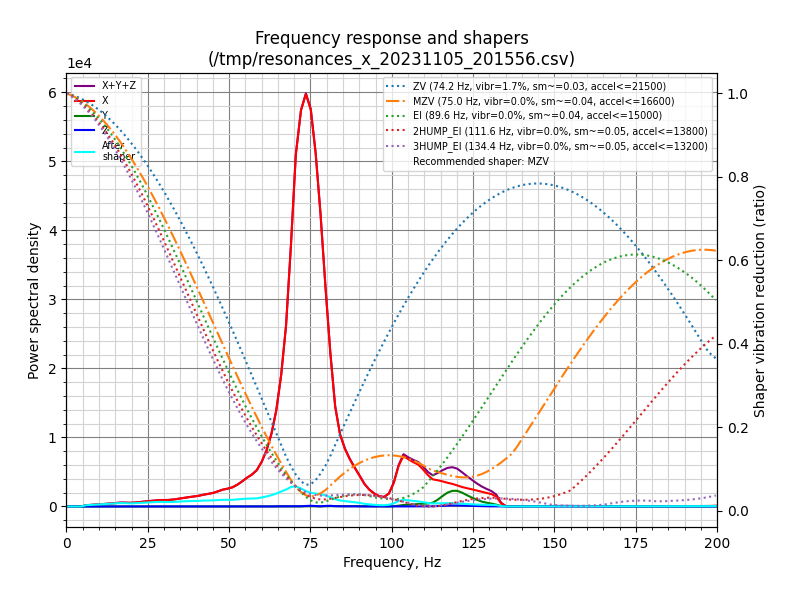 Frequency response and shapers
(/tmp/resonances_x_20231105_201556.csv)
1e4
X+Y+Z
X
Y
Z
After
shaper
ZV (74.2 Hz, vibr=1.7%, sm~=0.03, accel<=21500)
MZV (75.0 Hz, vibr=0.0%, sm~=0.04, accel<=16600)
EI (89.6 Hz, vibr=0.0%, sm~=0.04, accel<=15000)
2HUMP_EI (111.6 Hz, vibr=0.0%, sm~=0.05, accel<=13800)
3HUMP_EI (134.4 Hz, vibr=0.0%, sm~=0.05, accel<=13200)
Recommended shaper: MZV
Power spectral density
6
5
4
3
2
1
0
1.0
0.8
0.6
0.4
0.2
0.0
Shaper vibration reduction (ratio)
0 25 50 75 100 125 150 175 200
Frequency, Hz